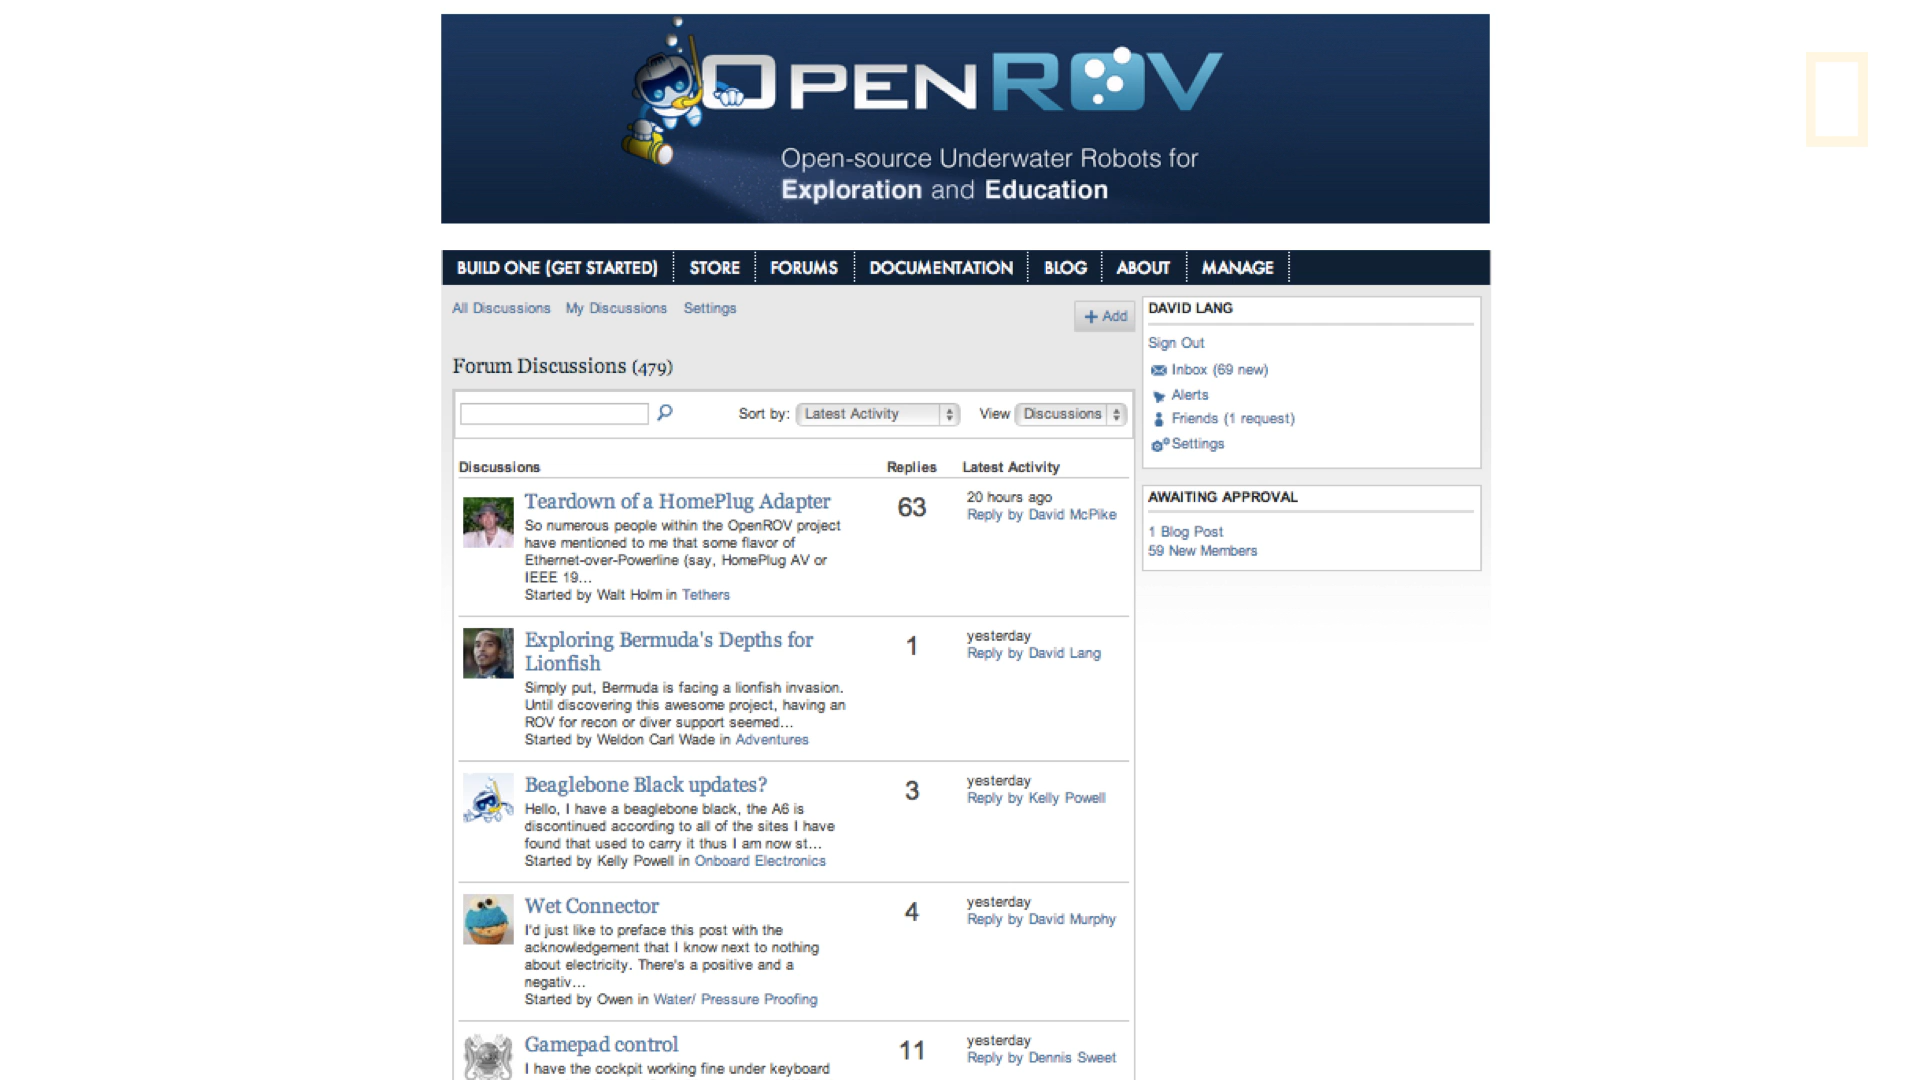 OPENROV
Open-source Underwater Robots for
Exploration and Education
BUILD ONE (GET STARTED) STORE FORUMS DOCUMENTATION BLOG ABOUT MANAGE
All Discussions My Discussions Settings
+ Add
Forum Discussions (479)
Sort by: Latest Activity View Discussions
Discussions Replies Latest Activity
Teardown of a HomePlug Adapter
So numerous people within the OpenROV project
have mentioned to me that some flavor of
Ethernet-over-Powerline (say, HomePlug AV or
IEEE 19...
Started by Walt Holm in Tethers
63
20 hours ago
Reply by David McPike
Exploring Bermuda's Depths for
Lionfish
Simply put, Bermuda is facing a lionfish invasion.
Until discovering this awesome project, having an
ROV for recon or diver support seemed...
Started by Weldon Carl Wade in Adventures
1
yesterday
Reply by David Lang
Beaglebone Black updates?
Hello, I have a beaglebone black, the A6 is
discontinued according to all of the sites I have
found that used to carry it thus I am now st...
Started by Kelly Powell in Onboard Electronics
3
yesterday
Reply by Kelly Powell
Wet Connector
I'd just like to preface this post with the
acknowledgement that I know next to nothing
about electricity. There's a positive and a
negativ...
Started by Owen in Water/ Pressure Proofing
4
yesterday
Reply by David Murphy
Gamepad control
I have the cockpit working fine under keyboard
11
yesterday
Reply by Dennis Sweet
DAVID LANG
Sign Out
Inbox (69 new)
Alerts
Friends (1 request)
Settings
AWAITING APPROVAL
1 Blog Post
59 New Members